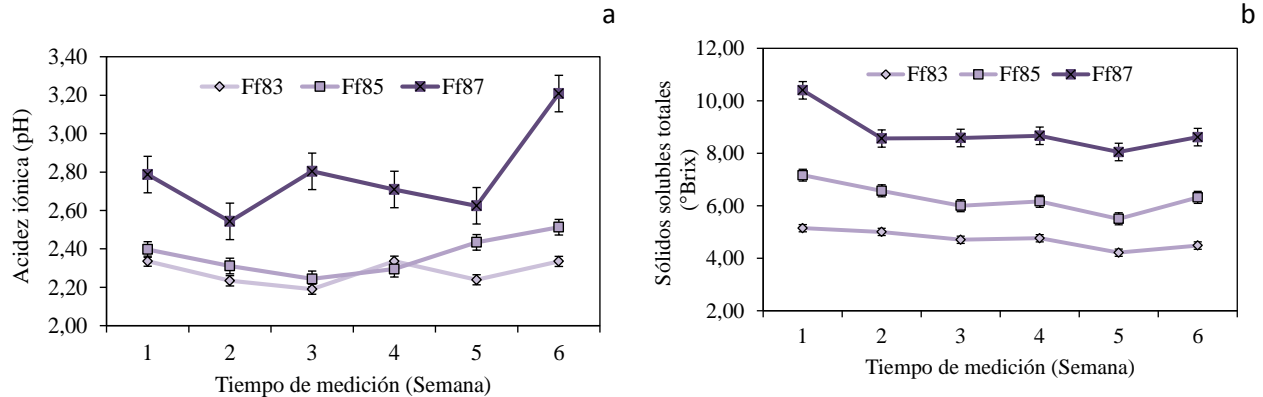 a
3,40
3,20
3,00
2,80
2,60
2,40
2,20
2,00
Acidez iónica (pH)
Ff83 Ff85 Ff87
1 2 3 4 5 6
Tiempo de medición (Semana)
b
12,00
10,00
8,00
6,00
4,00
2,00
Sólidos solubles totales
(°Brix)
Ff83 Ff85 Ff87
1 2 3 4 5 6
Tiempo de medición (Semana)